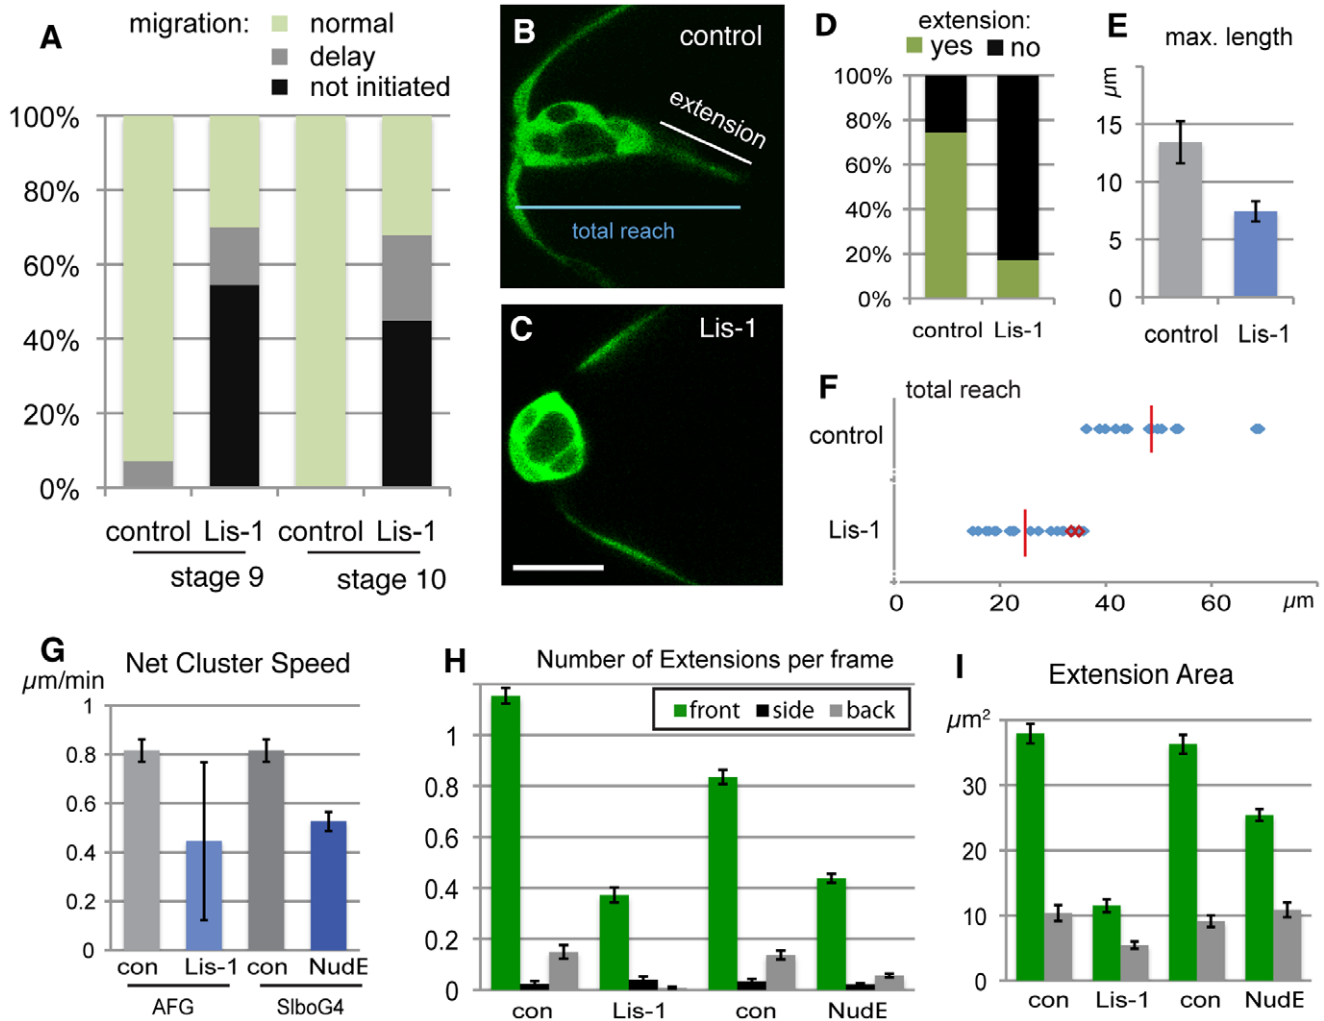 A
migration:
normal
delay
not initiated
100%
80%
60%
40%
20%
0%
control Lis-1 control Lis-1
stage 9 stage 10
B
control
extension
total reach
C
Lis-1
D
extension:
yes no
100%
80%
60%
40%
20%
0%
control Lis-1
E
max. length
µm
15
10
5
0
control Lis-1
F
total reach
control
Lis-1
0 20 40 60 µm
G
Net Cluster Speed
µm/min
1
0.8
0.6
0.4
0.2
0
con Lis-1 con NudE
AFG SlboG4
H
Number of Extensions per frame
front side back
1
0.8
0.6
0.4
0.2
0
con Lis-1 con NudE
I
Extension Area
µm²
30
20
10
0
con Lis-1 con NudE